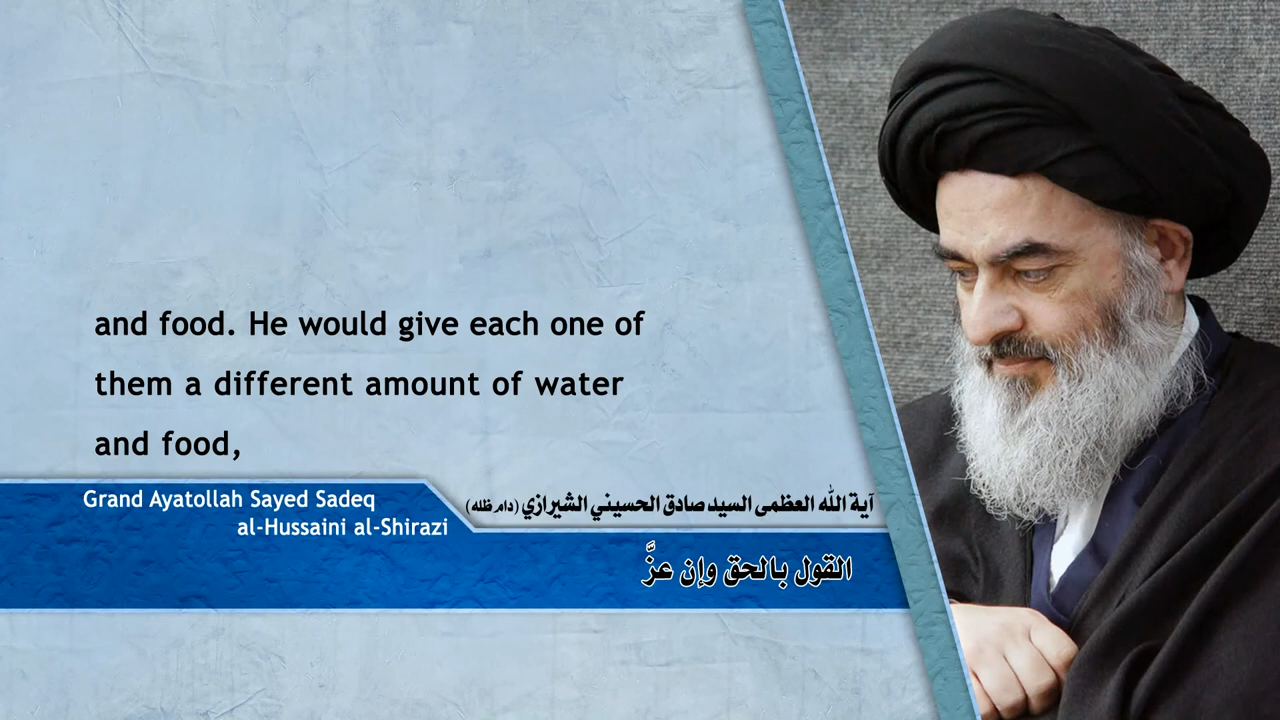 and food. He would give each one of
them a different amount of water
and food,
Grand Ayatollah Sayed Sadeq
al-Hussaini al-Shirazi
آية الله العظمى السيد صادق الحسيني الشيرازي (دام ظله)
القول بالحق وإن عزَّ